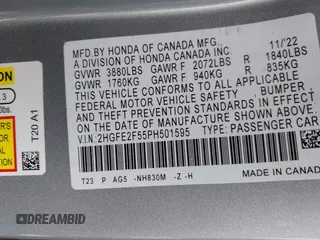 MFD.BY HONDA OF CANADA MFG., 11/'22
A DIVISION OF HONDA CANADA INC.
GVWR 3880LBS GAWR F 2072LBS R 1840LBS
GVWR 1760KG GAWR F 940KG R 835KG
THIS VEHICLE CONFORMS TO ALL APPLICABLE
FEDERAL MOTOR VEHICLE SAFETY, BUMPER,
AND THEFT PREVENTION STANDARDS IN
EFFECT ON THE DATE OF
VIN: 2HGFE2F55PH501595 TYPE: PASSENGER CAR
T23 P AG5 -NH830M -Z -H
MADE IN CANADA
T20 A1
DREAMBID